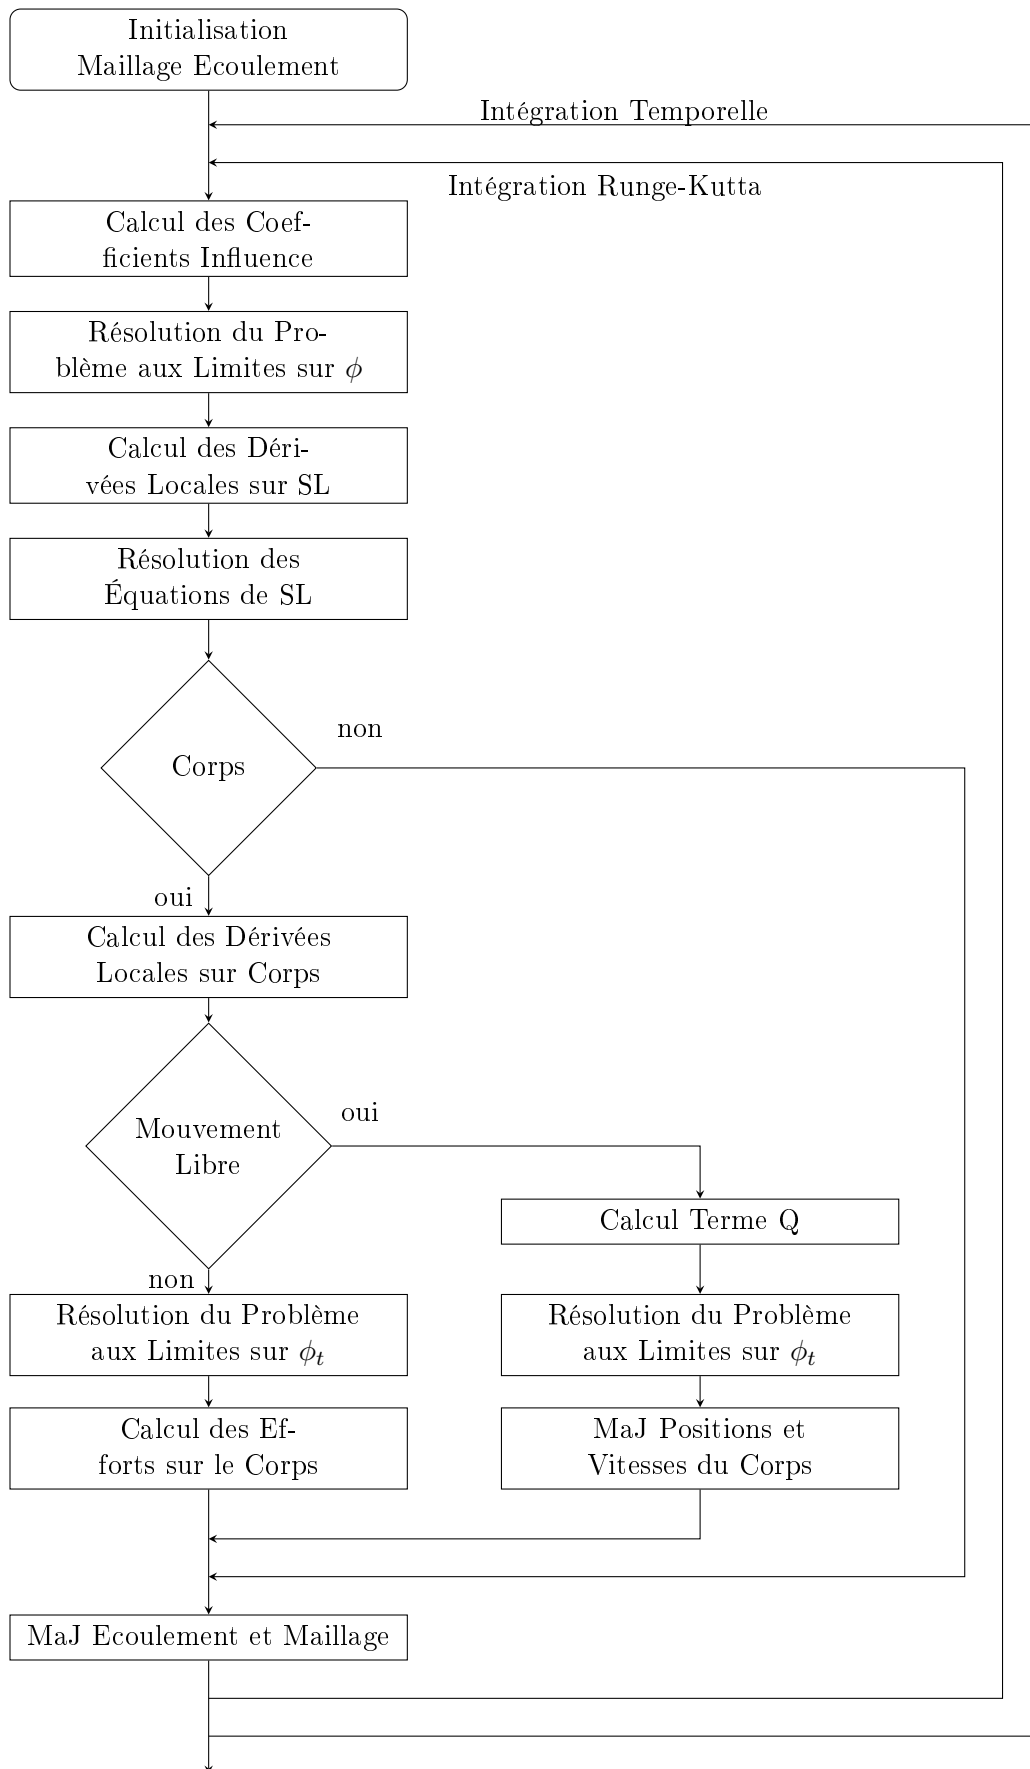 Initialisation
Maillage Ecoulement
Intégration Temporelle
Intégration Runge-Kutta
Calcul des Coef-
ficients Influence
Résolution du Pro-
blème aux Limites sur ϕ
Calcul des Déri-
vées Locales sur SL
Résolution des
Équations de SL
non
Corps
oui
Calcul des Dérivées
Locales sur Corps
oui
Mouvement
Libre
Calcul Terme Q
non
Résolution du Problème
aux Limites sur ϕₜ
Résolution du Problème
aux Limites sur ϕₜ
Calcul des Ef-
forts sur le Corps
MaJ Positions et
Vitesses du Corps
MaJ Ecoulement et Maillage